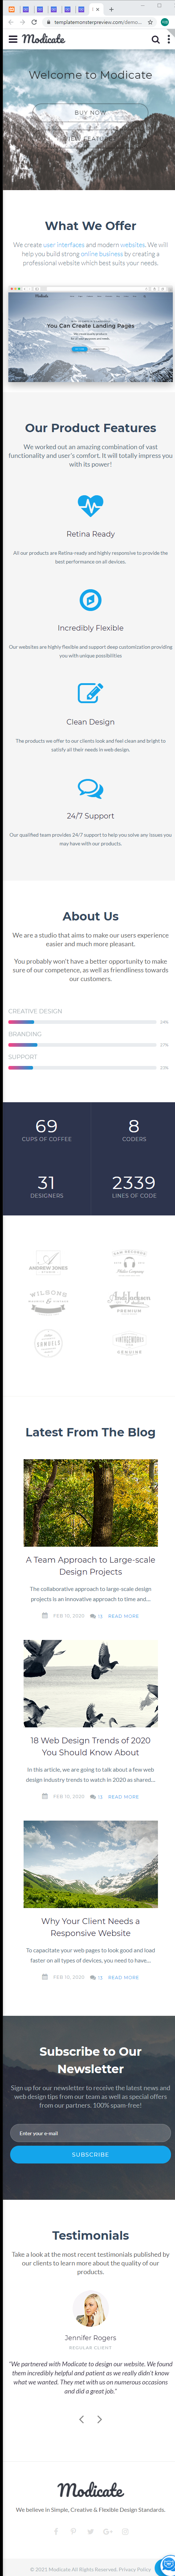 templatemonsterpreview.com/demo...
Modicate
Welcome to Modicate
BUY NOW
VIEW FEATURES
What We Offer
We create user interfaces and modern websites. We will
help you build strong online business by creating a
professional website which best suits your needs.
You Can Create Landing Pages
Our Product Features
We worked out an amazing combination of vast
functionality and user's comfort. It will totally impress you
with its power!
Retina Ready
All our products are Retina-ready and highly responsive to provide the
best performance on all devices.
Incredibly Flexible
Our websites are highly flexible and support deep customization providing
you with unique possibilities
Clean Design
The products we offer to our clients look and feel clean and bright to
satisfy all their needs in web design.
24/7 Support
Our qualified team provides 24/7 support to help you solve any issues you
may have with our products.
About Us
We are a studio that aims to make our users experience
easier and much more pleasant.
You probably won't have a better opportunity to make
sure of our competence, as well as friendliness towards
our customers.
CREATIVE DESIGN
BRANDING
SUPPORT
69 8
CUPS OF COFFEE CODERS
31 2339
DESIGNERS LINES OF CODE
ANDREW JONES
WILSONS
PREMIUM
SAMUELS
GENUINE
Latest From The Blog
A Team Approach to Large-scale
Design Projects
The collaborative approach to large-scale design
projects is an innovative approach to time and...
FEB 10, 2020 13 READ MORE
18 Web Design Trends of 2020
You Should Know About
In this article, we are going to talk about a few web
design industry trends to watch in 2020 as shared...
FEB 10, 2020 13 READ MORE
Why Your Client Needs a
Responsive Website
To capacitate your web pages to look good and load
faster on all types of devices, you need to have...
FEB 10, 2020 13 READ MORE
Subscribe to Our
Newsletter
Sign up for our newsletter to receive the latest news and
web design tips from our team as well as special offers
from our partners. 100% spam-free!
Enter your e-mail
SUBSCRIBE
Testimonials
Take a look at the most recent testimonials published by
our clients to learn more about the quality of our
products.
Jennifer Rogers
REGULAR CLIENT
"We partnered with Modicate to design our website. We found
them incredibly helpful and patient as we really didn't know
what we wanted. They met with us on numerous occasions
and did a great job."
Modicate
We believe in Simple, Creative & Flexible Design Standards.
© 2021. Modicate All Rights Reserved. Privacy Policy